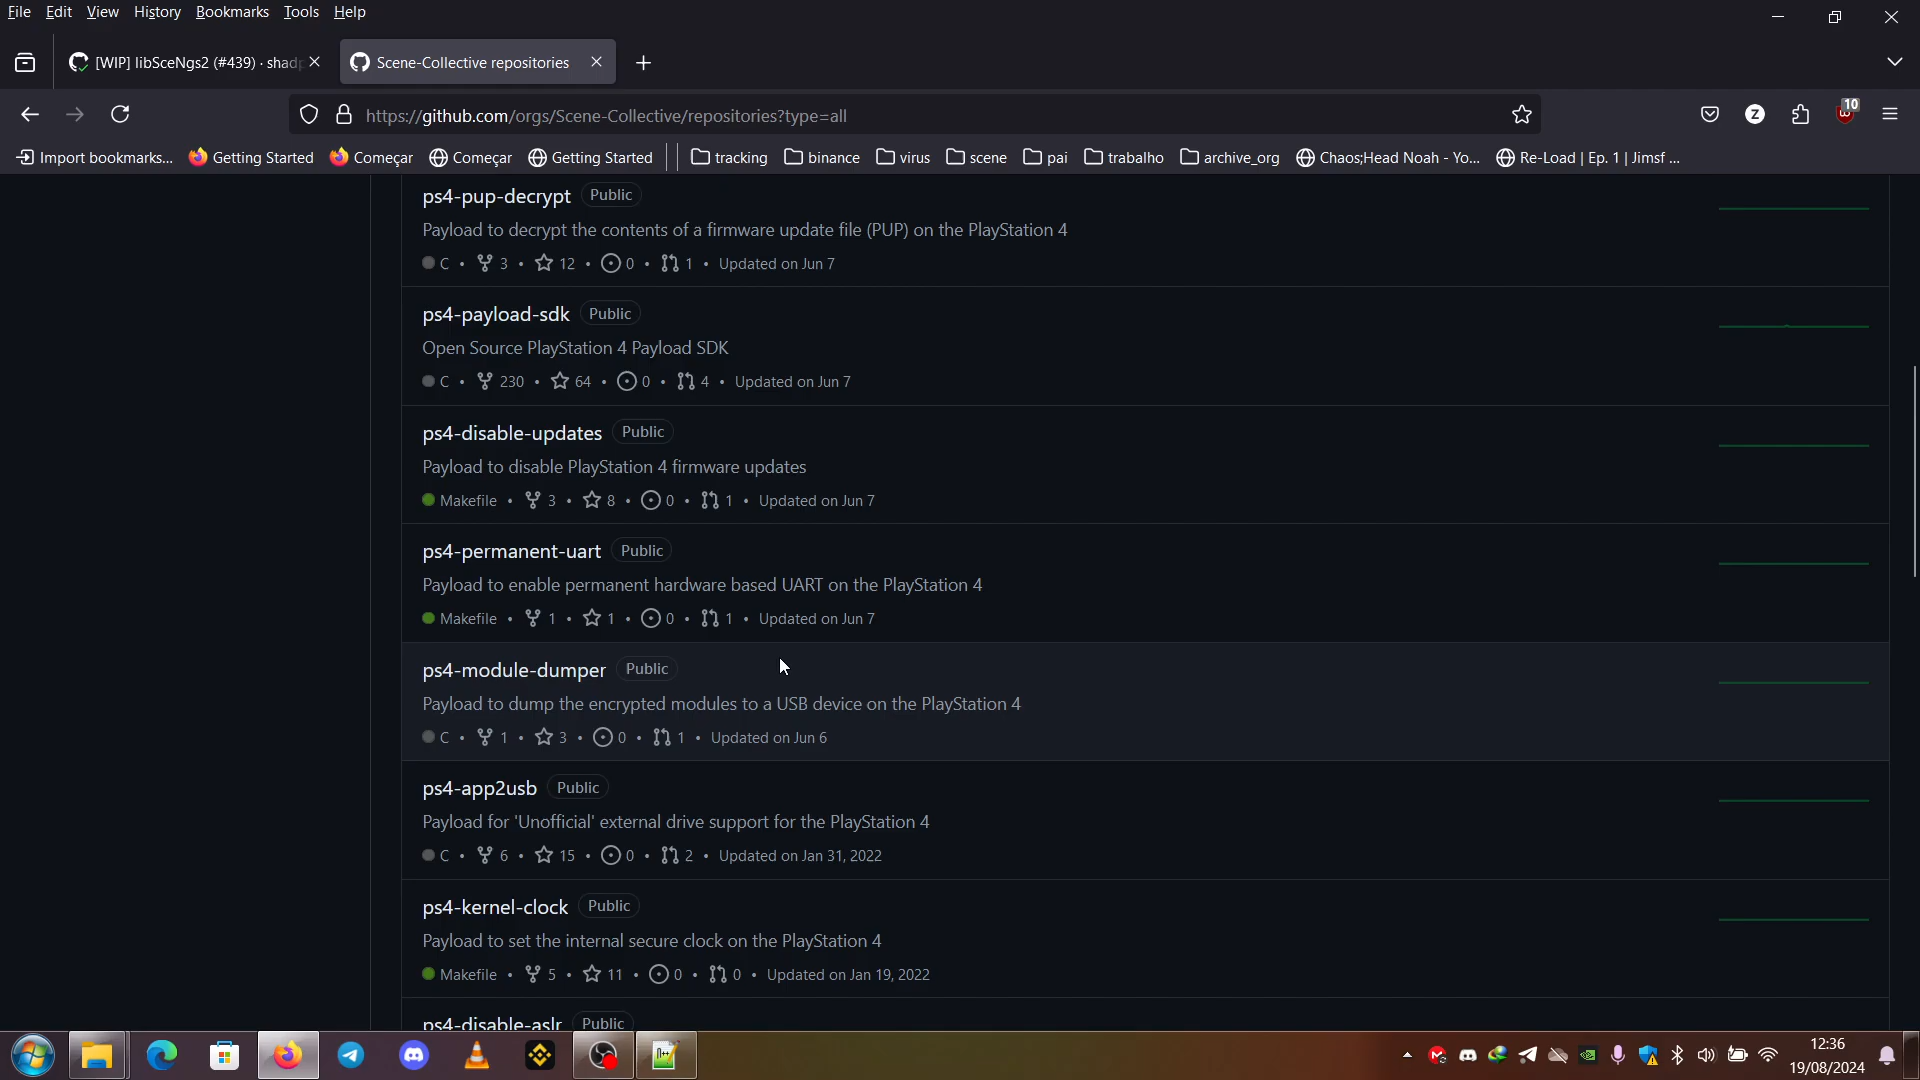 File Edit View History Bookmarks Tools Help
[WIP] libSceNgs2 (#439) · shadp
Scene-Collective repositories
https://github.com/orgs/Scene-Collective/repositories?type=all
Z
10
Import bookmarks... Getting Started Começar Começar Getting Started tracking binance virus scene pai trabalho archive_org Chaos;Head Noah - Yo... Re-Load | Ep. 1 | Jimsf ...
ps4-pup-decrypt Public
Payload to decrypt the contents of a firmware update file (PUP) on the PlayStation 4
C • 3 • 12 • 0 • 1 • Updated on Jun 7
ps4-payload-sdk Public
Open Source PlayStation 4 Payload SDK
C • 230 • 64 • 0 • 4 • Updated on Jun 7
ps4-disable-updates Public
Payload to disable PlayStation 4 firmware updates
Makefile • 3 • 8 • 0 • 1 • Updated on Jun 7
ps4-permanent-uart Public
Payload to enable permanent hardware based UART on the PlayStation 4
Makefile • 1 • 1 • 0 • 1 • Updated on Jun 7
ps4-module-dumper Public
Payload to dump the encrypted modules to a USB device on the PlayStation 4
C • 1 • 3 • 0 • 1 • Updated on Jun 6
ps4-app2usb Public
Payload for 'Unofficial' external drive support for the PlayStation 4
C • 6 • 15 • 0 • 2 • Updated on Jan 31, 2022
ps4-kernel-clock Public
Payload to set the internal secure clock on the PlayStation 4
Makefile • 5 • 11 • 0 • 0 • Updated on Jan 19, 2022
ps4-disable-aslr Public
12:36
19/08/2024